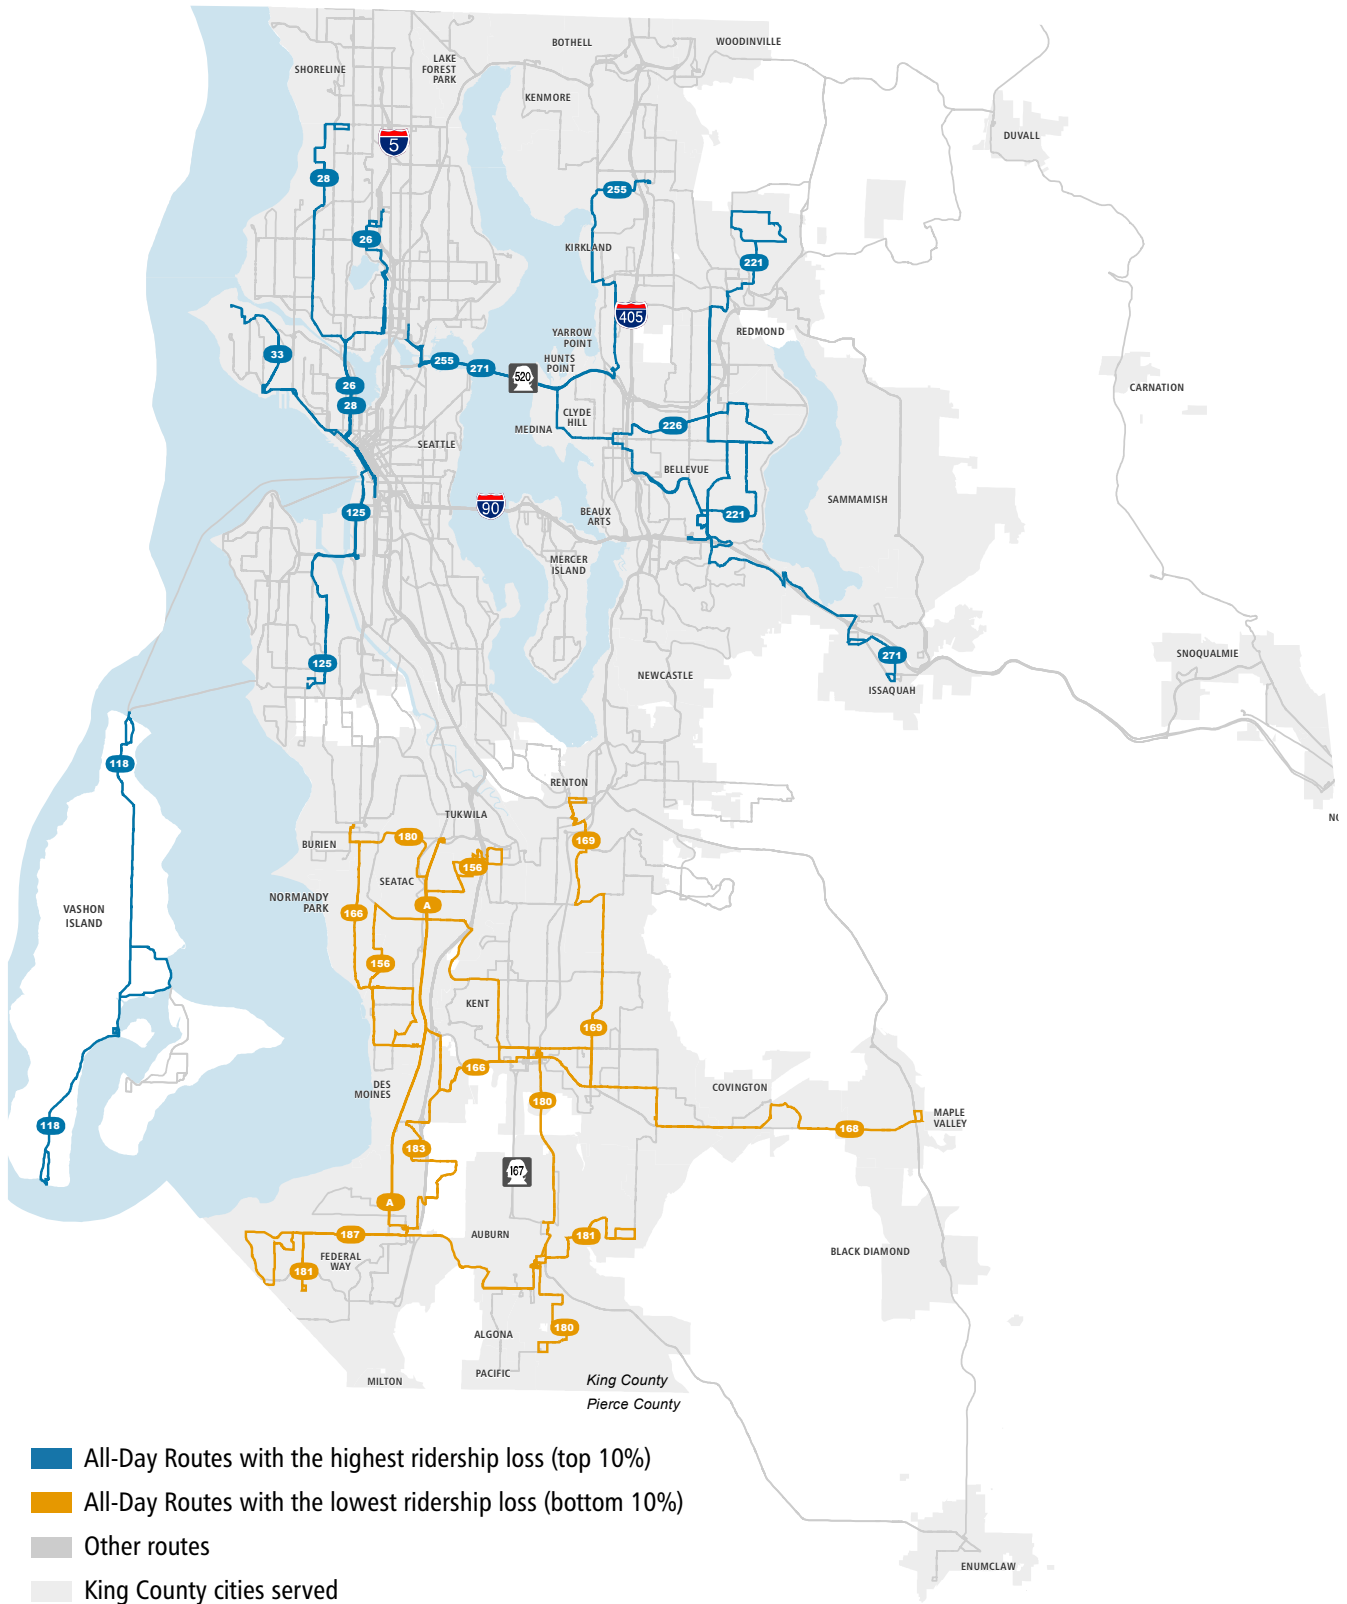 BOTHELL
WOODINVILLE
LAKE
FOREST
PARK
SHORELINE
KENMORE
DUVALL
5
28
255
26
KIRKLAND
221
405
YARROW
POINT
REDMOND
33
HUNTS
POINT
255
271
520
26
28
CARNATION
CLYDE
HILL
MEDINA
226
SEATTLE
BELLEVUE
SAMMAMISH
90
125
BEAUX
ARTS
221
MERCER
ISLAND
125
NEWCASTLE
271
ISSAQUAH
SNOQUALMIE
118
RENTON
TUKWILA
NO
BURIEN
180
169
156
SEATAC
NORMANDY
PARK
A
166
VASHON
ISLAND
156
KENT
169
166
DES
MOINES
COVINGTON
180
118
MAPLE
VALLEY
168
183
167
A
187
AUBURN
181
FEDERAL
WAY
181
BLACK DIAMOND
180
ALGONA
PACIFIC
MILTON
King County
Pierce County
All-Day Routes with the highest ridership loss (top 10%)
All-Day Routes with the lowest ridership loss (bottom 10%)
Other routes
King County cities served
ENUMCLAW